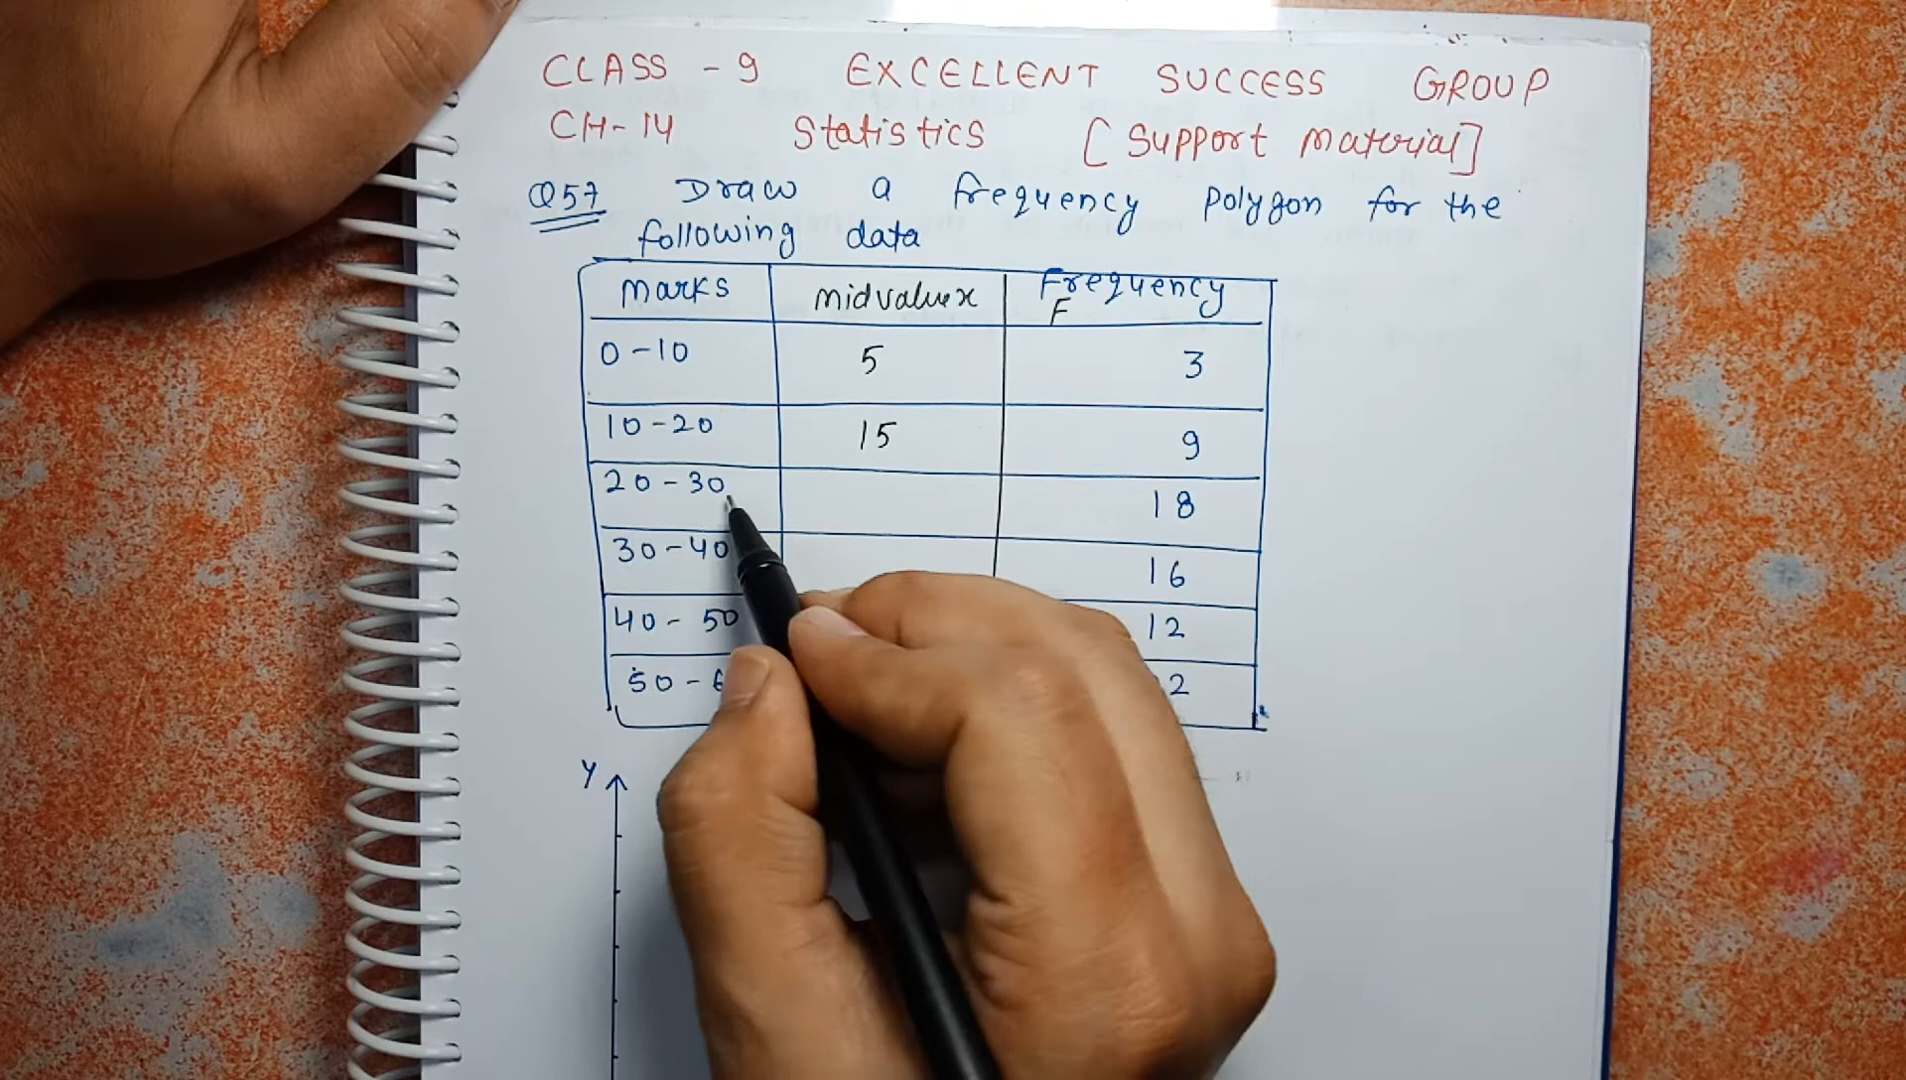 CLASS - 9 EXCELLENT SUCCESS GROUP
CH-14 Statistics [Support Material]
Q57 Draw a frequency polygon for the
following data
Marks midvalue x Frequency
F
0-10 5 3
10-20 15 9
20-30 18
30-40 16
40-50 12
50- 2
Y